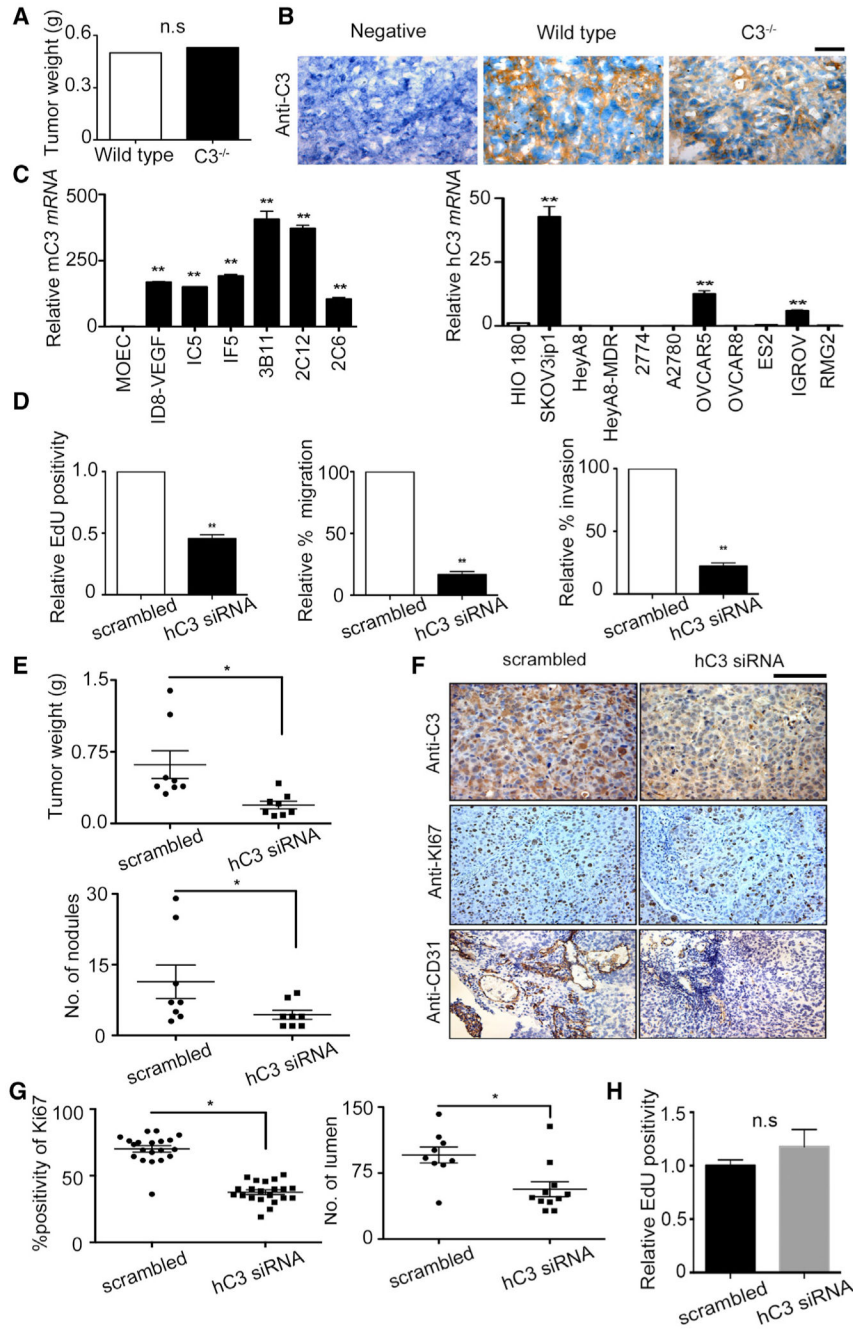 A
Tumor weight (g)
0.6
0.3
0
n.s
Wild type
C3-/-
B
Negative
Wild type
C3-/-
Anti-C3
C
Relative mC3 mRNA
500
250
0
**
**
**
**
**
**
MOEC
ID8-VEGF
IC5
IF5
3B11
2C12
2C6
Relative hC3 mRNA
50
25
0
**
**
**
HIO 180
SKOV3ip1
HeyA8
HeyA8-MDR
2774
A2780
OVCAR5
OVCAR8
ES2
IGROV
RMG2
D
Relative EdU positivity
1.0
0.5
0
**
scrambled
hC3 siRNA
Relative % migration
100
50
0
**
scrambled
hC3 siRNA
Relative % invasion
100
50
0
**
scrambled
hC3 siRNA
E
Tumor weight (g)
1.5
0.75
0.0
*
scrambled
hC3 siRNA
No. of nodules
30
15
0
*
scrambled
hC3 siRNA
F
scrambled
hC3 siRNA
Anti-C3
Anti-KI67
Anti-CD31
G
%positivity of Ki67
100
50
0
*
scrambled
hC3 siRNA
No. of lumen
150
75
0
*
scrambled
hC3 siRNA
H
Relative EdU positivity
1.5
1.0
0.5
0
n.s
scrambled
hC3 siRNA